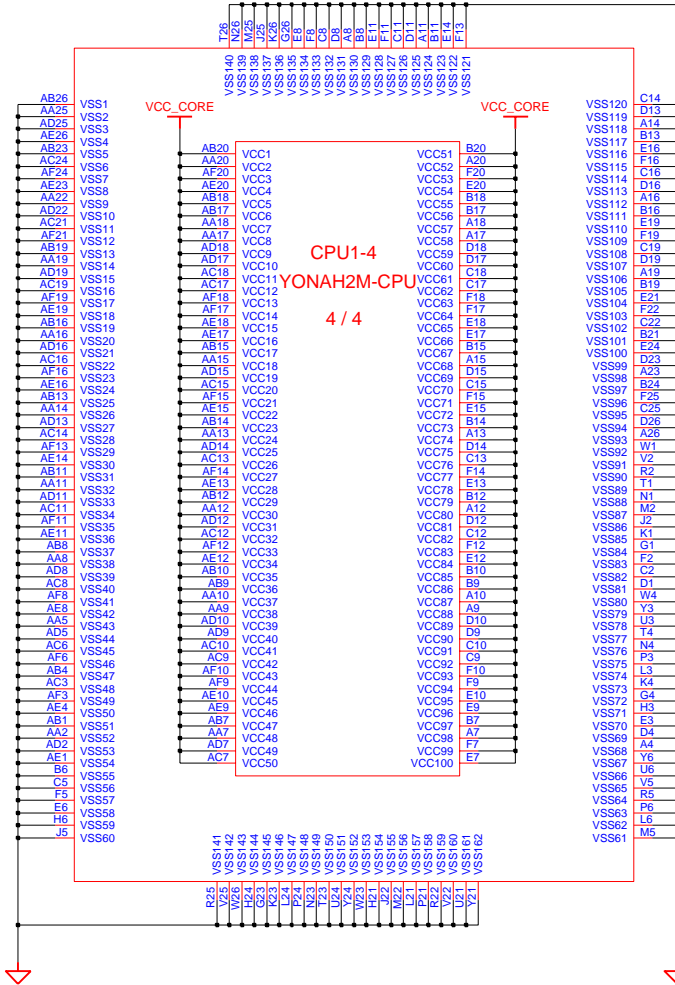 T26 N26 M25 J25 K26 G26 E8 F8 C8 D8 A8 B8 E11 F11 C11 D11 A11 B11 E14 F13
VSS140 VSS139 VSS138 VSS137 VSS136 VSS135 VSS134 VSS133 VSS132 VSS131 VSS130 VSS129 VSS128 VSS127 VSS126 VSS125 VSS124 VSS123 VSS122 VSS121
AB26 VSS1
AA25 VSS2
AD25 VSS3
AE26 VSS4
AB23 VSS5
AC24 VSS6
AF24 VSS7
AE23 VSS8
AA22 VSS9
AD22 VSS10
AC21 VSS11
AF21 VSS12
AB19 VSS13
AA19 VSS14
AD19 VSS15
AC19 VSS16
AF19 VSS17
AE19 VSS18
AB16 VSS19
AA16 VSS20
AD16 VSS21
AC16 VSS22
AF16 VSS23
AE16 VSS24
AB13 VSS25
AA14 VSS26
AD13 VSS27
AC14 VSS28
AF13 VSS29
AE14 VSS30
AB11 VSS31
AA11 VSS32
AD11 VSS33
AC11 VSS34
AF11 VSS35
AE11 VSS36
AB8 VSS37
AA8 VSS38
AD8 VSS39
AC8 VSS40
AF8 VSS41
AE8 VSS42
AA5 VSS43
AD5 VSS44
AC6 VSS45
AF6 VSS46
AB4 VSS47
AC3 VSS48
AF3 VSS49
AE4 VSS50
AB1 VSS51
AA2 VSS52
AD2 VSS53
AE1 VSS54
B6 VSS55
C5 VSS56
F5 VSS57
E6 VSS58
H6 VSS59
J5 VSS60
VCC_CORE
AB20 VCC1
AA20 VCC2
AF20 VCC3
AE20 VCC4
AB18 VCC5
AB17 VCC6
AA18 VCC7
AA17 VCC8
AD18 VCC9
AD17 VCC10
AC18 VCC11
AC17 VCC12
AF18 VCC13
AF17 VCC14
AE18 VCC15
AE17 VCC16
AB15 VCC17
AA15 VCC18
AD15 VCC19
AC15 VCC20
AF15 VCC21
AE15 VCC22
AB14 VCC23
AA13 VCC24
AD14 VCC25
AC13 VCC26
AF14 VCC27
AE13 VCC28
AB12 VCC29
AA12 VCC30
AD12 VCC31
AC12 VCC32
AF12 VCC33
AE12 VCC34
AB10 VCC35
AB9 VCC36
AA10 VCC37
AA9 VCC38
AD10 VCC39
AD9 VCC40
AC10 VCC41
AC9 VCC42
AF10 VCC43
AF9 VCC44
AE10 VCC45
AE9 VCC46
AB7 VCC47
AA7 VCC48
AD7 VCC49
AC7 VCC50
CPU1-4
YONAH2M-CPU
4 / 4
VCC_CORE
VCC51 B20
VCC52 A20
VCC53 F20
VCC54 E20
VCC55 B18
VCC56 B17
VCC57 A18
VCC58 A17
VCC59 D18
VCC60 D17
VCC61 C18
VCC62 C17
VCC63 F18
VCC64 F17
VCC65 E18
VCC66 E17
VCC67 B15
VCC68 A15
VCC69 D15
VCC70 C15
VCC71 F15
VCC72 E15
VCC73 B14
VCC74 A13
VCC75 D14
VCC76 C13
VCC77 F14
VCC78 E13
VCC79 B12
VCC80 A12
VCC81 D12
VCC82 C12
VCC83 F12
VCC84 E12
VCC85 B10
VCC86 B9
VCC87 A10
VCC88 A9
VCC89 D10
VCC90 D9
VCC91 C10
VCC92 C9
VCC93 F10
VCC94 F9
VCC95 E10
VCC96 E9
VCC97 B7
VCC98 A7
VCC99 F7
VCC100 E7
VSS120 C14
VSS119 D13
VSS118 A14
VSS117 B13
VSS116 E16
VSS115 F16
VSS114 C16
VSS113 D16
VSS112 A16
VSS111 B16
VSS110 E19
VSS109 F19
VSS108 C19
VSS107 D19
VSS106 A19
VSS105 B19
VSS104 E21
VSS103 F22
VSS102 C22
VSS101 B21
VSS100 E24
VSS99 D23
VSS98 A23
VSS97 B24
VSS96 F25
VSS95 C25
VSS94 D26
VSS93 A26
VSS92 W1
VSS91 V2
VSS90 R2
VSS89 T1
VSS88 N1
VSS87 M2
VSS86 J2
VSS85 K1
VSS84 G1
VSS83 F2
VSS82 C2
VSS81 D1
VSS80 W4
VSS79 Y3
VSS78 U3
VSS77 T4
VSS76 N4
VSS75 P3
VSS74 L3
VSS73 K4
VSS72 G4
VSS71 H3
VSS70 E3
VSS69 D4
VSS68 A4
VSS67 Y6
VSS66 U6
VSS65 V5
VSS64 R5
VSS63 P6
VSS62 L6
VSS61 M5
VSS141 VSS142 VSS143 VSS144 VSS145 VSS146 VSS147 VSS148 VSS149 VSS150 VSS151 VSS152 VSS153 VSS154 VSS155 VSS156 VSS157 VSS158 VSS159 VSS160 VSS161 VSS162
R25 V25 W26 H24 G23 K23 L24 P24 N23 T23 U24 Y24 W23 H21 J22 M22 L21 P21 R22 V22 U21 Y21